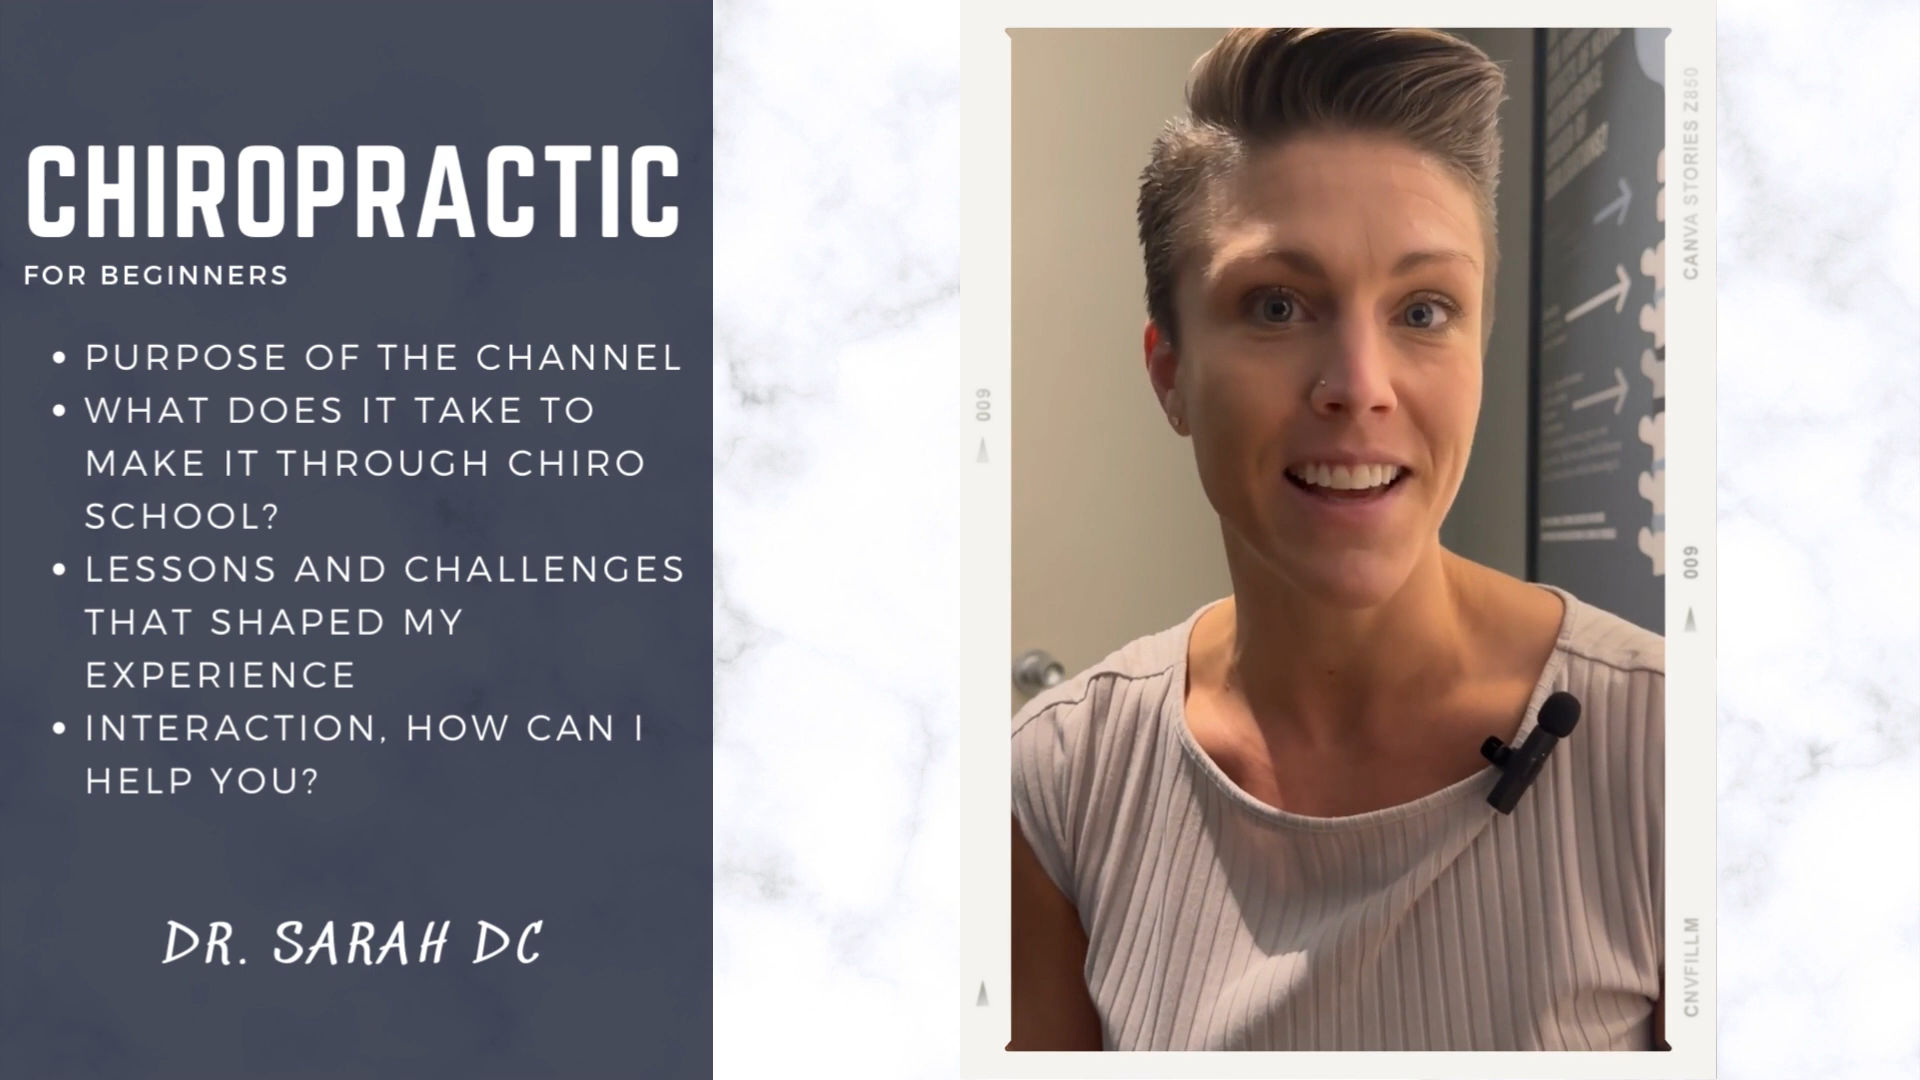 CHIROPRACTIC
FOR BEGINNERS
• PURPOSE OF THE CHANNEL
• WHAT DOES IT TAKE TO
MAKE IT THROUGH CHIRO
SCHOOL?
• LESSONS AND CHALLENGES
THAT SHAPED MY
EXPERIENCE
• INTERACTION, HOW CAN I
HELP YOU?
DR. SARAH DC
009
CANVA STORIES Z850
009
CNVFILLM